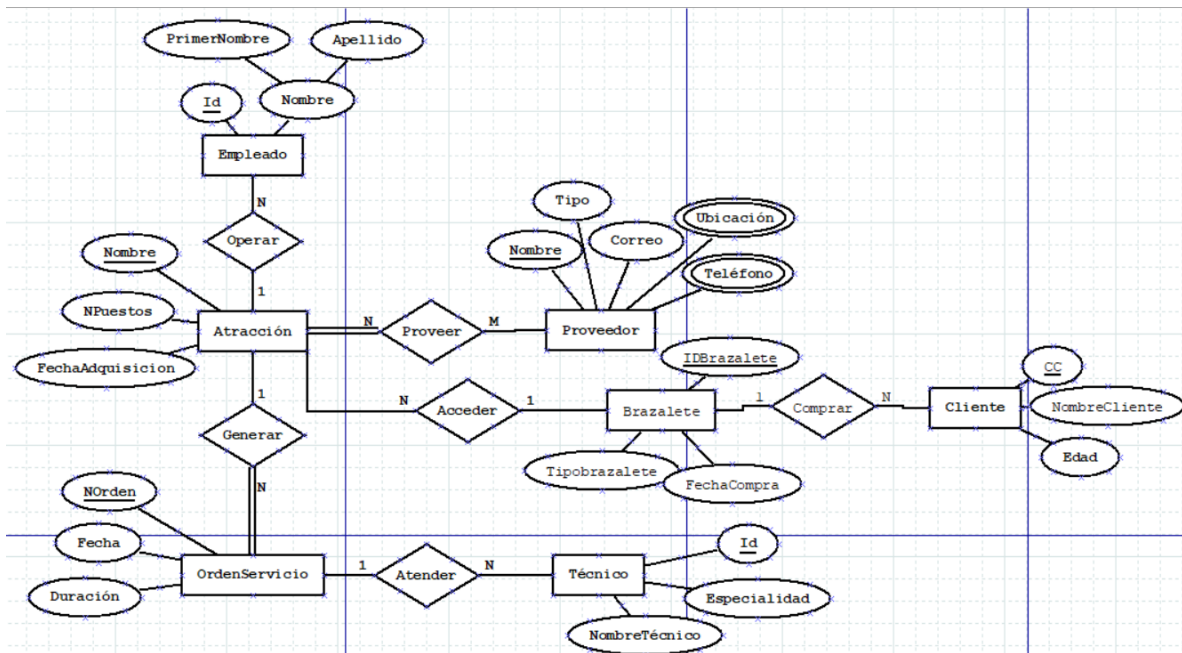 PrimerNombre
Apellido
Id
Nombre
Empleado
N
Operar
1
Nombre
NPuestos
FechaAdquisicion
Atracción
N
Proveer
M
Proveedor
Nombre
Tipo
Correo
Ubicación
Teléfono
1
Generar
N
N
Acceder
1
Brazalete
IDBrazalete
Tipobrazalete
FechaCompra
1
Comprar
N
Cliente
CC
NombreCliente
Edad
NOrden
Fecha
Duración
OrdenServicio
1
Atender
N
Técnico
Id
Especialidad
NombreTécnico